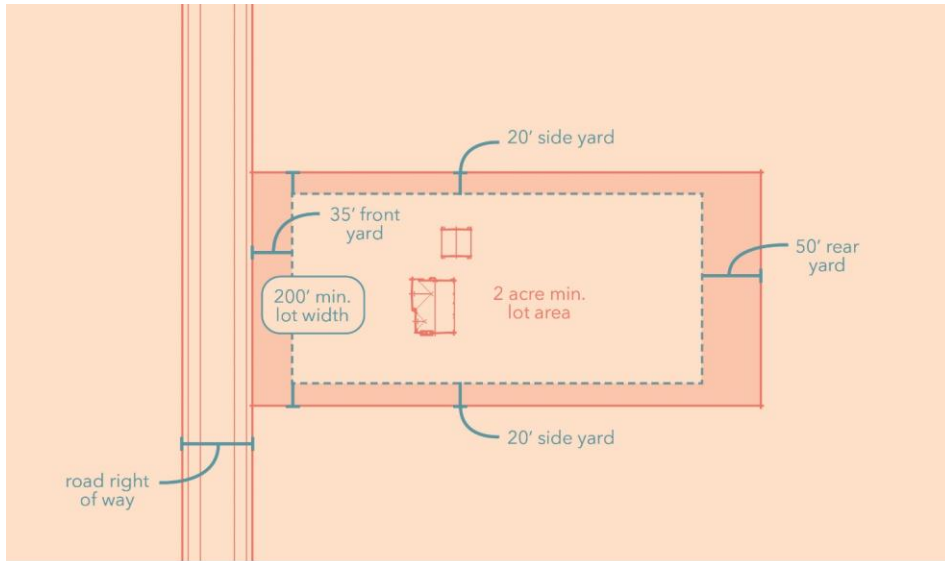 20' side yard
35' front
yard
50' rear
yard
200' min.
lot width
2 acre min.
lot area
20' side yard
road right
of way